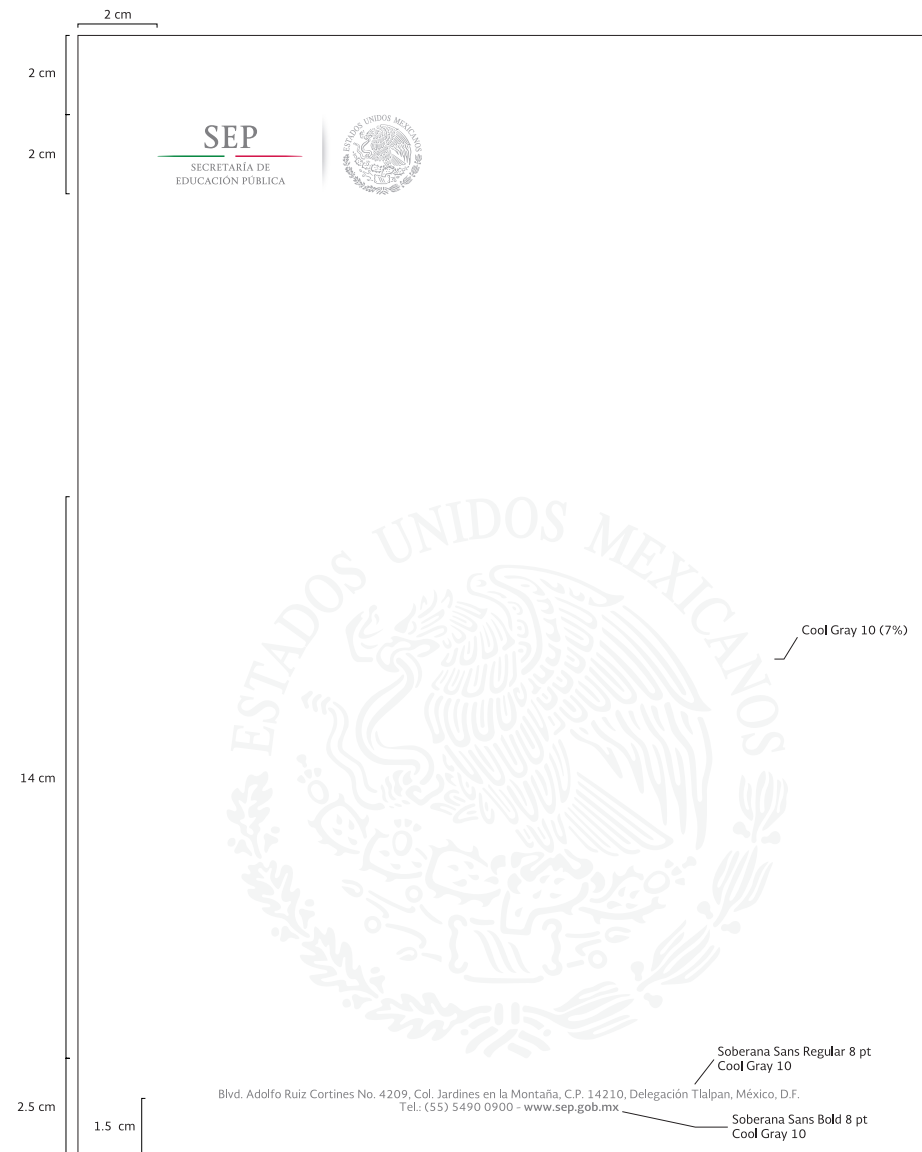 2 cm
2 cm
2 cm
SEP
SECRETARÍA DE
EDUCACIÓN PÚBLICA
ESTADOS UNIDOS MEXICANOS
ESTADOS UNIDOS MEXICANOS
Cool Gray 10 (7%)
14 cm
Soberana Sans Regular 8 pt
Cool Gray 10
Blvd. Adolfo Ruiz Cortines No. 4209, Col. Jardines en la Montaña, C.P. 14210, Delegación Tlalpan, México, D.F.
Tel.: (55) 5490 0900 - www.sep.gob.mx
2.5 cm
1.5 cm
Soberana Sans Bold 8 pt
Cool Gray 10